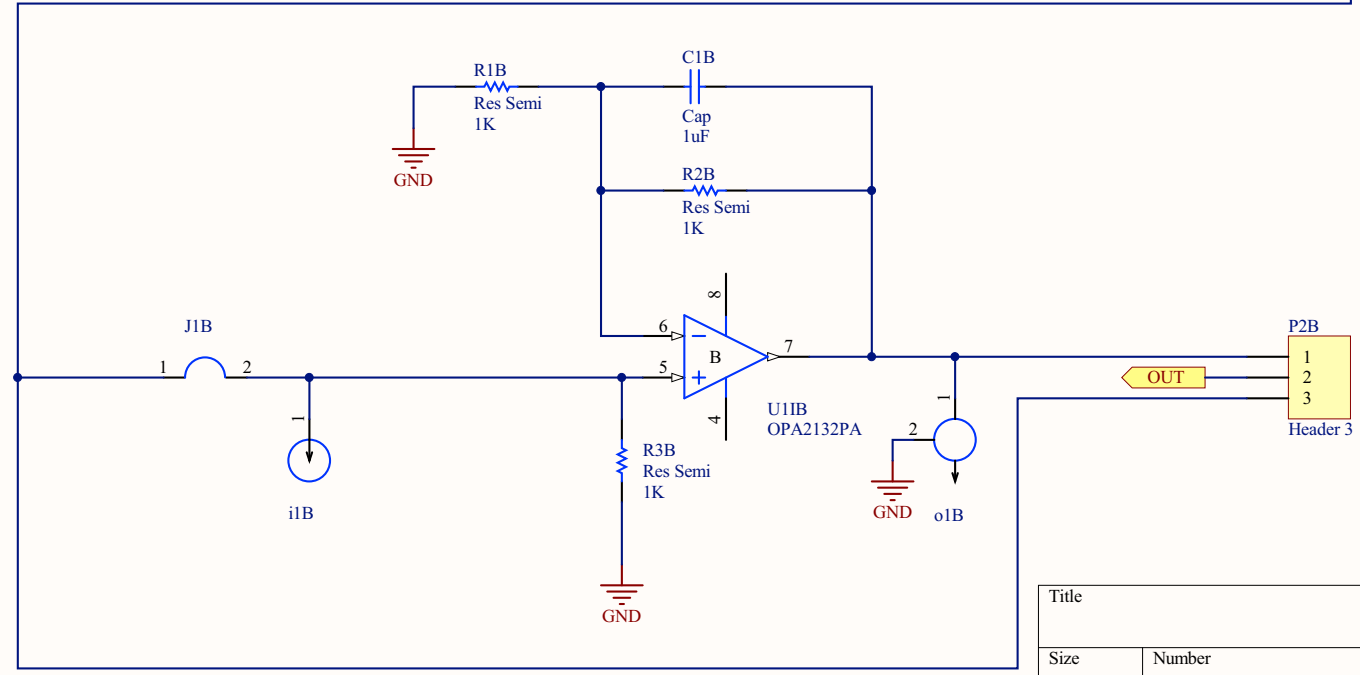 C1B
R1B
Res Semi
1K
Cap
1uF
GND
R2B
Res Semi
1K
8
J1B
6
B
7
P2B
1
1
2
5
OUT
2
3
1
4
U1IB
OPA2132PA
1
2
Header 3
R3B
Res Semi
1K
i1B
GND
o1B
GND
Title
Size
Number